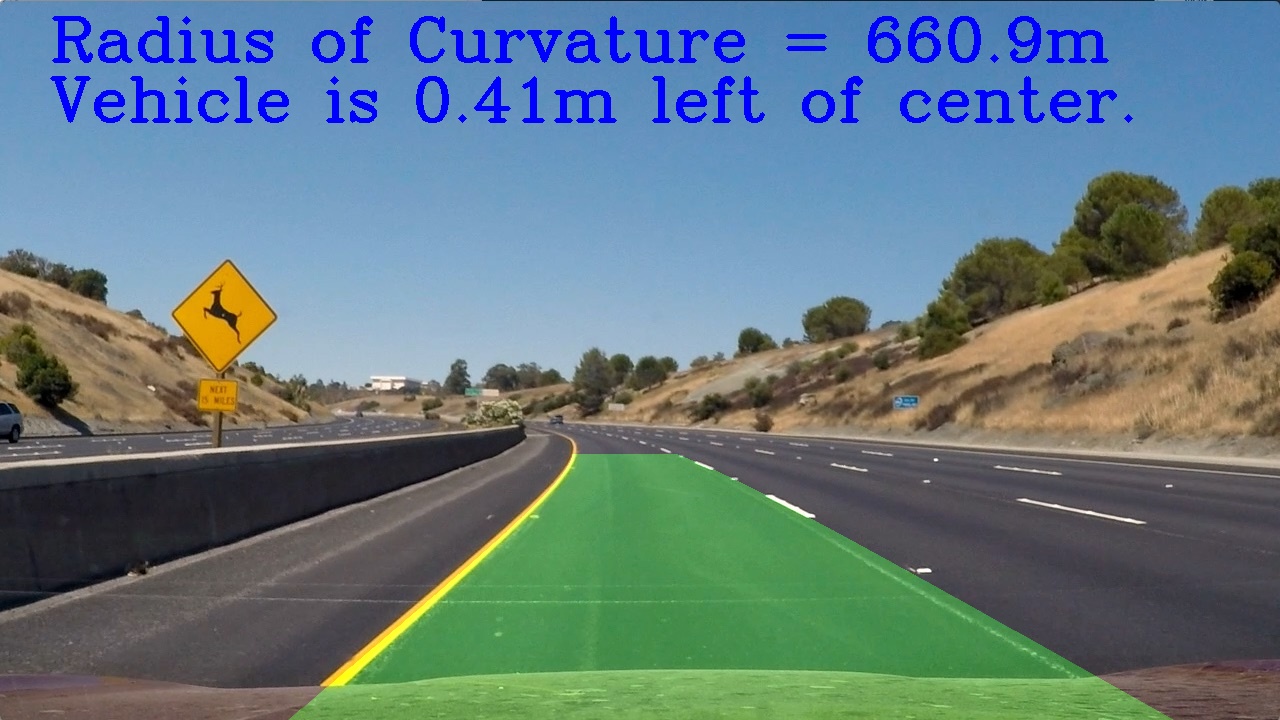 Radius of Curvature = 660.9m
Vehicle is 0.41m left of center.
NEXT
15 MILES